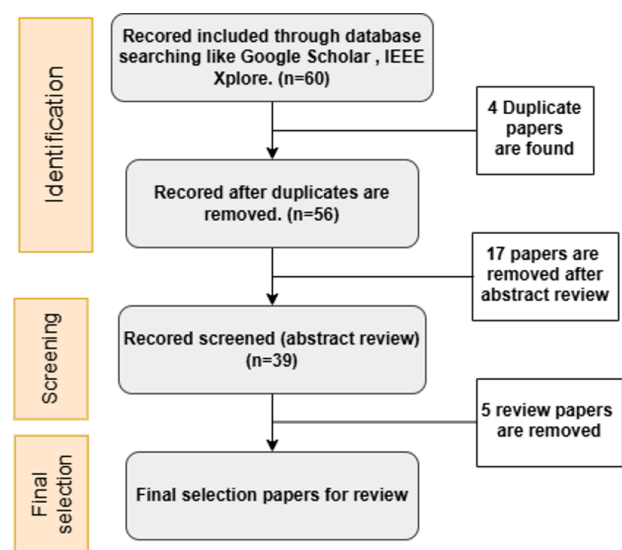 Identification
Recored included through database
searching like Google Scholar , IEEE
Xplore. (n=60)
4 Duplicate
papers
are found
Recored after duplicates are
removed. (n=56)
17 papers are
removed after
abstract review
Screening
Recored screened (abstract review)
(n=39)
5 review papers
are removed
Final
selection
Final selection papers for review